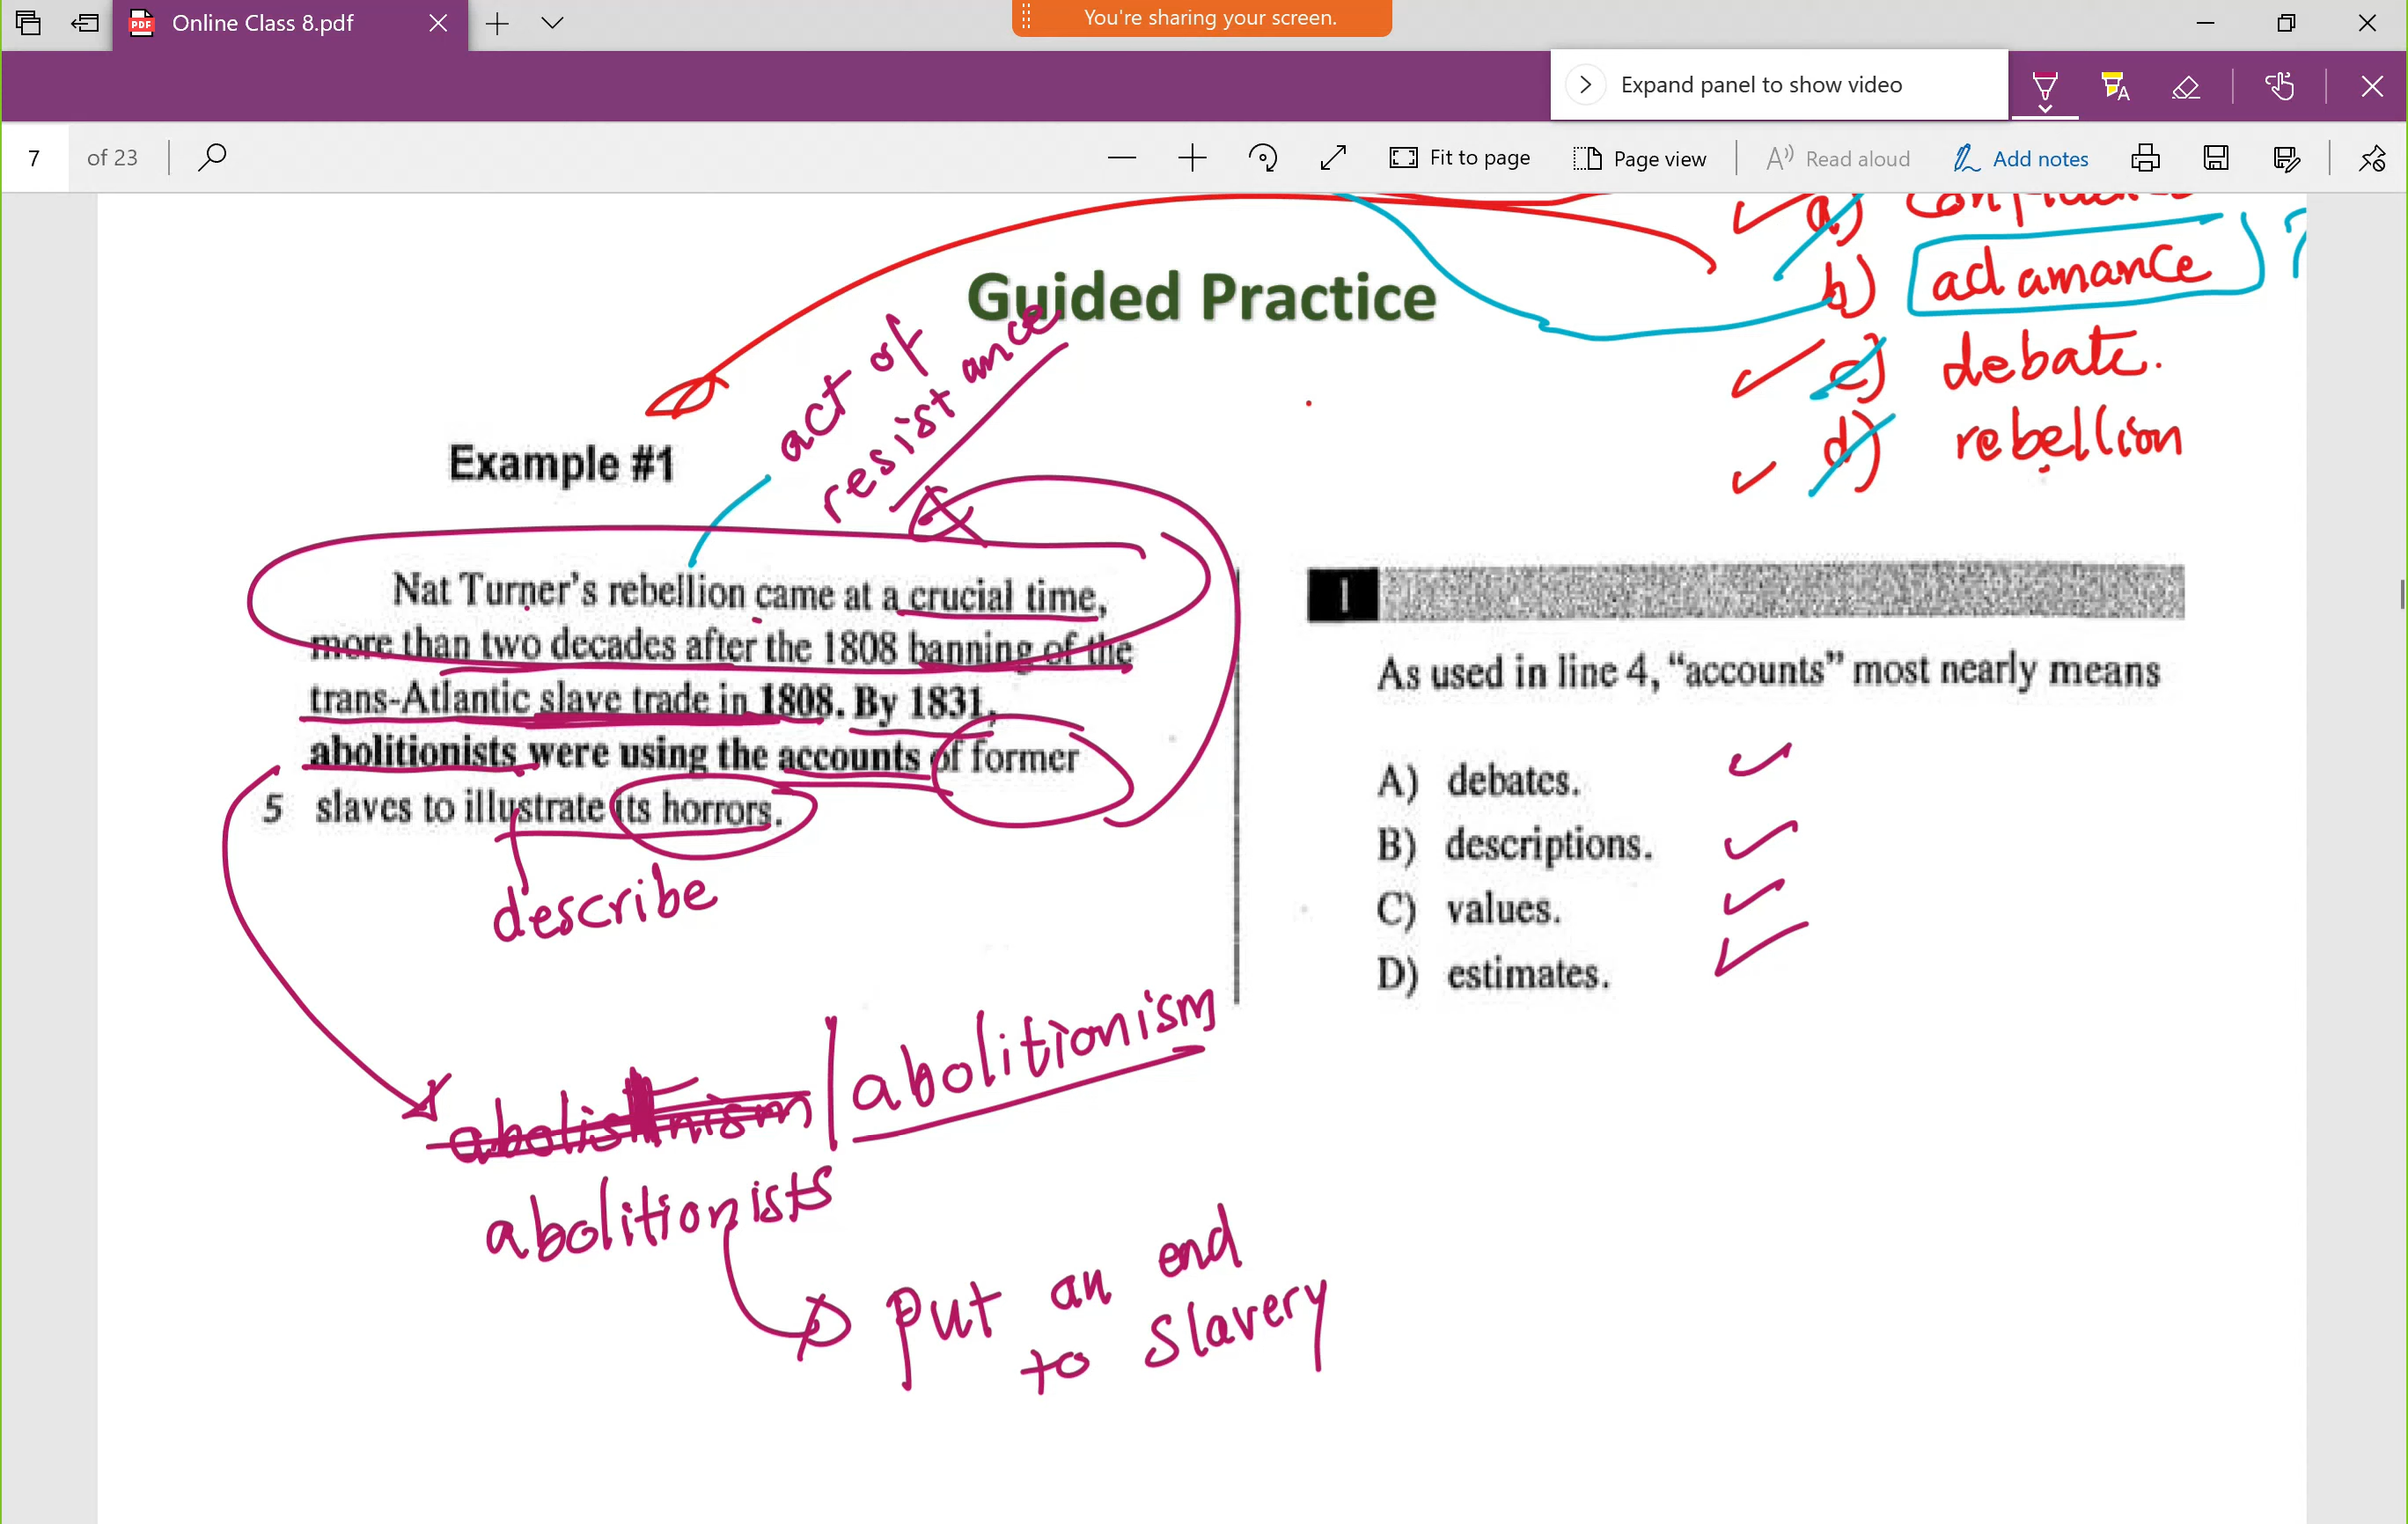 Online Class 8.pdf
You're sharing your screen.
Expand panel to show video
7 of 23
Fit to page
Page view
Read aloud
Add notes
a)
b) adamance ?
c) debate.
d) rebellion
Guided Practice
act of
resistance
Example #1
Nat Turner's rebellion came at a crucial time,
more than two decades after the 1808 banning of the
trans-Atlantic slave trade in 1808. By 1831,
abolitionists were using the accounts of former
5 slaves to illustrate its horrors.
describe
1
As used in line 4, “accounts” most nearly means
A) debates.
B) descriptions.
C) values.
D) estimates.
abolitionism
abolitionists
put an end
to slavery